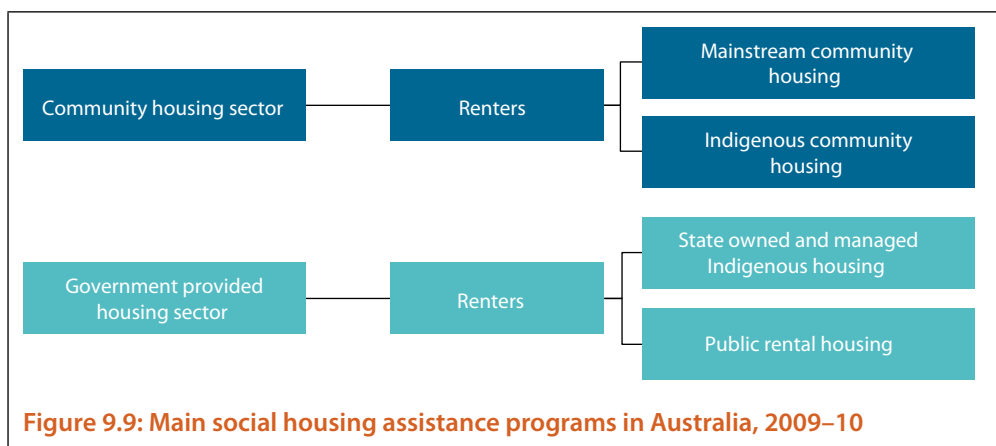 Mainstream community
housing
Community housing sector
Renters
Indigenous community
housing
State owned and managed
Indigenous housing
Government provided
housing sector
Renters
Public rental housing
Figure 9.9: Main social housing assistance programs in Australia, 2009–10